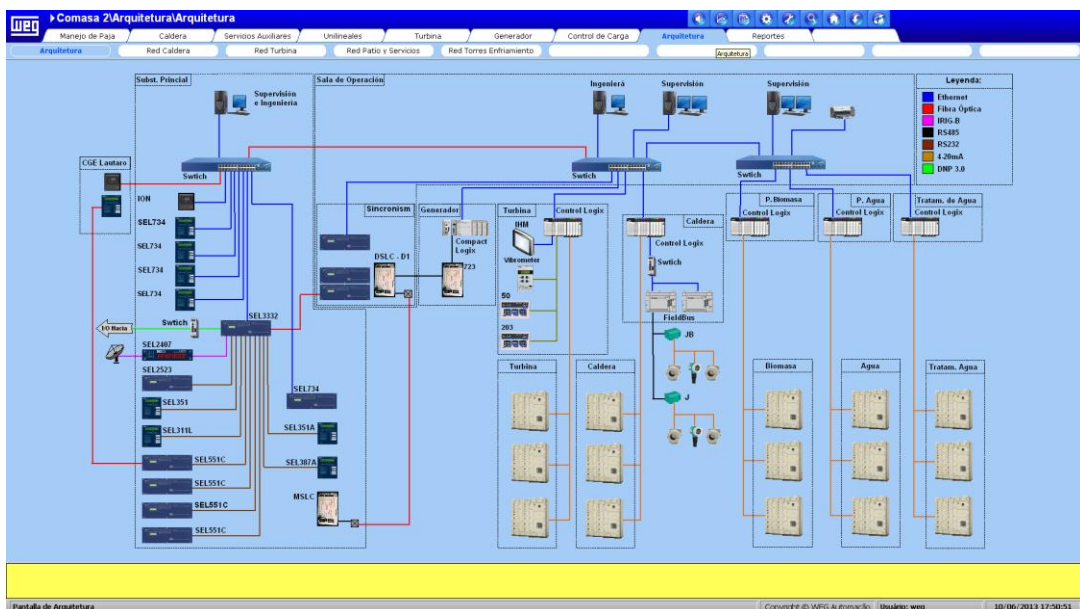 weg
Comasa 2\Arquitetura\Arquitetura
Manejo de Paja
Caldera
Servicios Auxiliares
Unilineales
Turbina
Generador
Control de Carga
Arquitetura
Reportes
Arquitetura
Red Caldera
Red Turbina
Red Patio y Servicios
Red Torres Enfriamiento
Arquitetura
Subst. Princial
Supervisión
e Ingeniería
Sala de Operación
Ingenierá
Supervisión
Supervisión
Leyenda:
Ethernet
Fibra Óptica
IRIG-B
RS485
RS232
4-20mA
DNP 3.0
CGE Lautaro
Swtich
Swtich
Swtich
ION
SEL734
SEL734
SEL734
SEL734
Sincronism
DSLC - D1
Generador
Compact
Logix
723
Turbina
Control Logix
IHM
Vibrometer
50
203
Caldera
Control Logix
Swtich
FieldBus
JB
J
P.Biomasa
Control Logix
P. Agua
Control Logix
Tratam. de Agua
Control Logix
I/O Hacia
Swtich
SEL3332
SEL2407
SEL2523
SEL351
SEL311L
SEL551C
SEL551C
SEL551C
SEL551C
SEL734
SEL351A
SEL387A
MSLC
Turbina
Caldera
Biomasa
Agua
Tratam. Agua
Pantalla de Arquitetura
Copyright © WEG Automação
Usuário: weg
10/06/2013 17:50:51